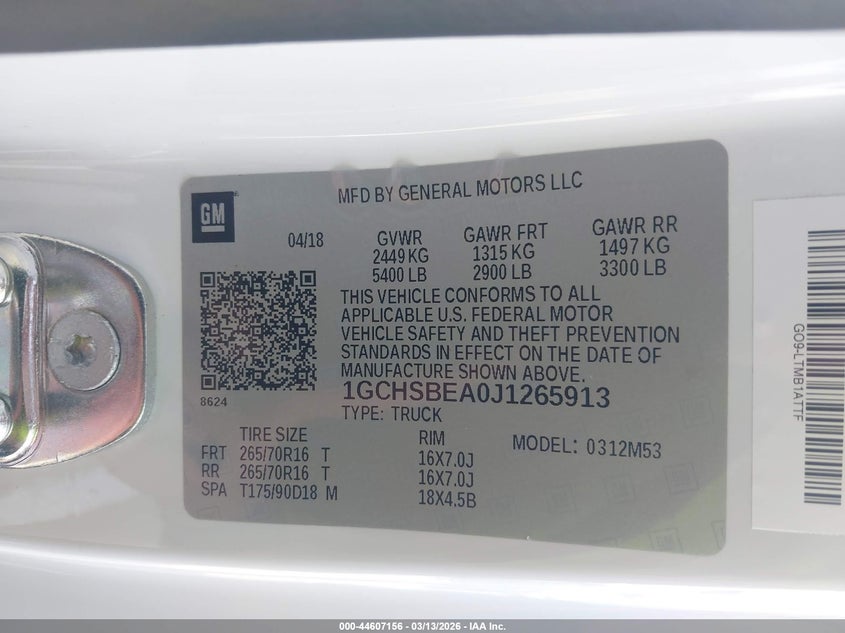 GM
MFD BY GENERAL MOTORS LLC
04/18
GVWR
2449 KG
5400 LB
GAWR FRT
1315 KG
2900 LB
GAWR RR
1497 KG
3300 LB
THIS VEHICLE CONFORMS TO ALL
APPLICABLE U.S. FEDERAL MOTOR
VEHICLE SAFETY AND THEFT PREVENTION
STANDARDS IN EFFECT ON THE DATE OF
MANUFACTURE SHOWN ABOVE.
8624
1GCHSBEA0J1265913
TYPE: TRUCK
MODEL: 0312M53
TIRE SIZE RIM
FRT 265/70R16 T 16X7.0J
RR 265/70R16 T 16X7.0J
SPA T175/90D18 M 18X4.5B
G09-LTMB1ATTF
000-44607156 — 03/13/2026 — IAA Inc.